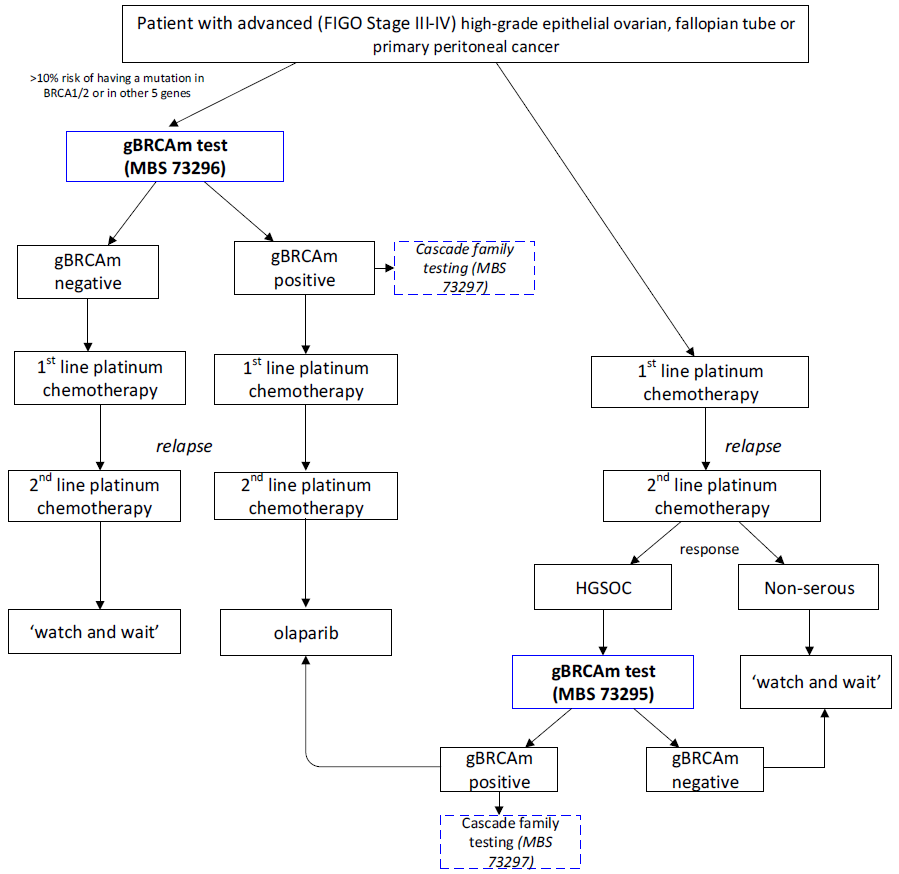 Patient with advanced (FIGO Stage III-IV) high-grade epithelial ovarian, fallopian tube or
primary peritoneal cancer
>10% risk of having a mutation in
BRCA1/2 or in other 5 genes
gBRCAm test
(MBS 73296)
gBRCAm
negative
gBRCAm
positive
Cascade family
testing (MBS
73297)
1st line platinum
chemotherapy
1st line platinum
chemotherapy
1st line platinum
chemotherapy
relapse
relapse
2nd line platinum
chemotherapy
2nd line platinum
chemotherapy
2nd line platinum
chemotherapy
response
HGSOC
Non-serous
‘watch and wait’
olaparib
gBRCAm test
(MBS 73295)
‘watch and wait’
gBRCAm
positive
gBRCAm
negative
Cascade family
testing (MBS
73297)